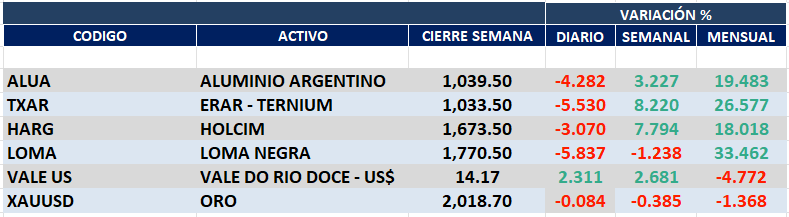 VARIACIÓN %
CODIGO ACTIVO CIERRE SEMANA DIARIO SEMANAL MENSUAL
ALUA ALUMINIO ARGENTINO 1,039.50 -4.282 3.227 19.483
TXAR ERAR - TERNIUM 1,033.50 -5.530 8.220 26.577
HARG HOLCIM 1,673.50 -3.070 7.794 18.018
LOMA LOMA NEGRA 1,770.50 -5.837 -1.238 33.462
VALE US VALE DO RIO DOCE - US$ 14.17 2.311 2.681 -4.772
XAUUSD ORO 2,018.70 -0.084 -0.385 -1.368